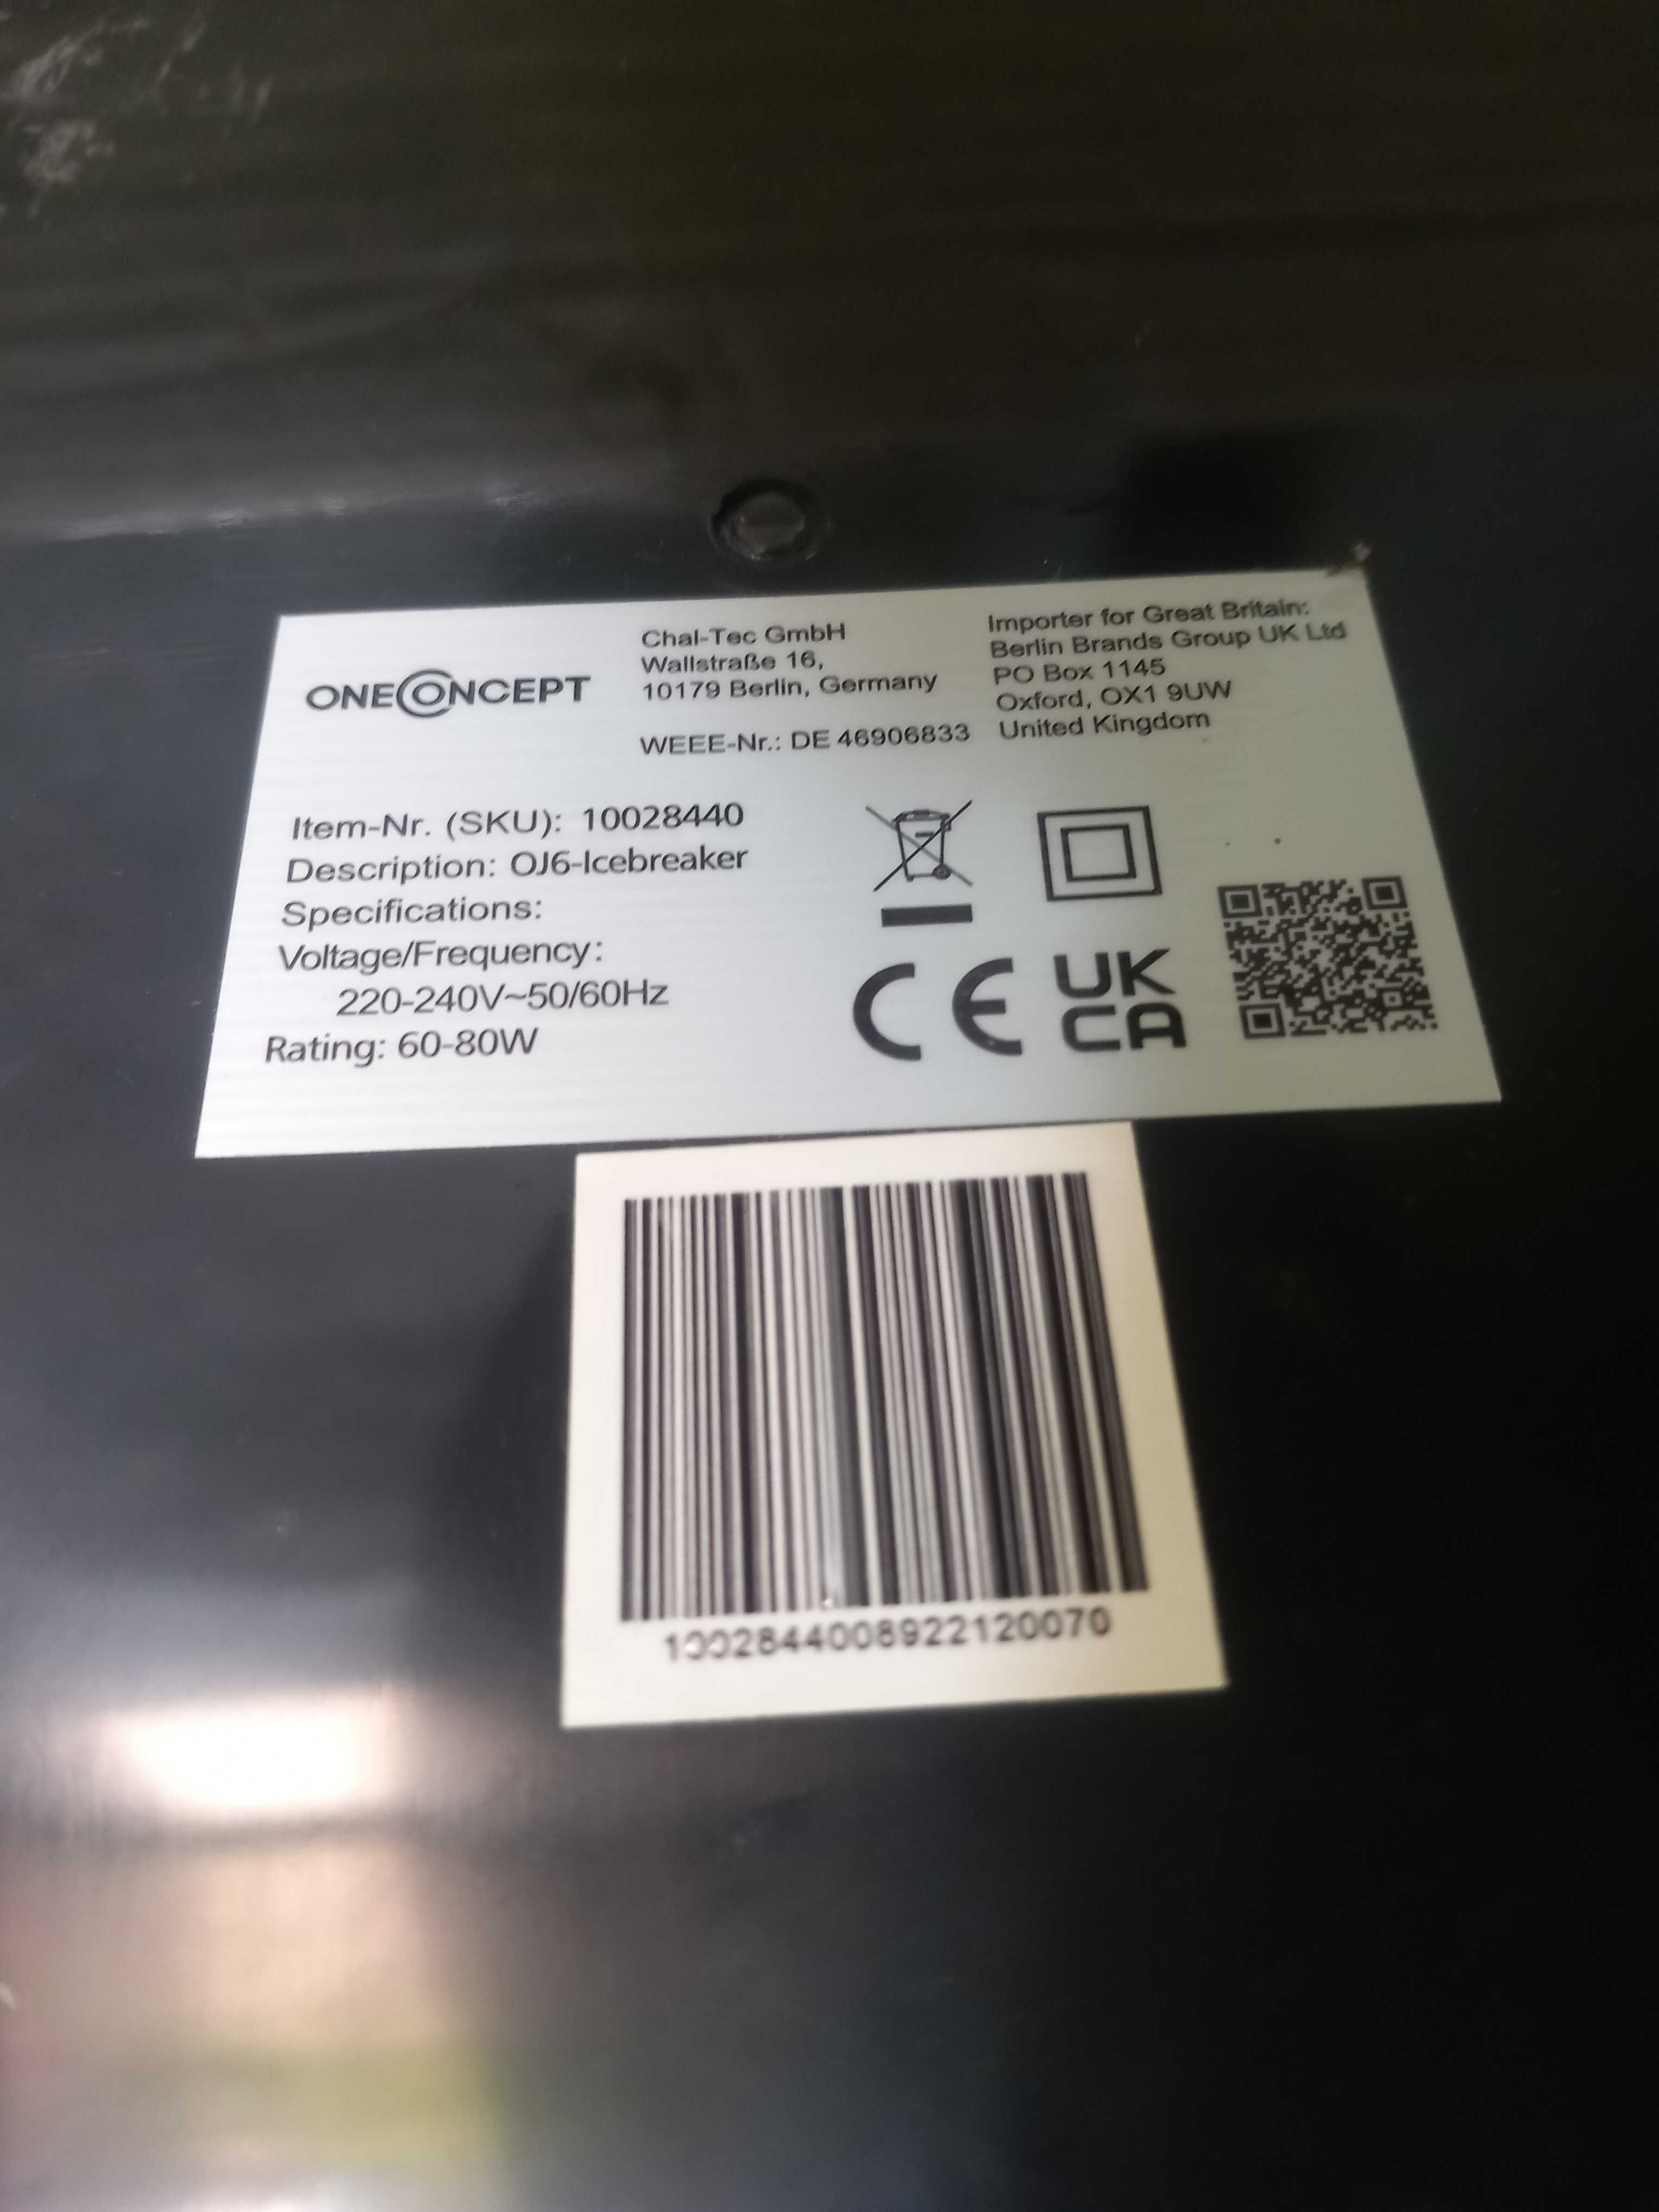 ONECONCEPT
Chal-Tec GmbH
Wallstraße 16,
10179 Berlin, Germany
WEEE-Nr.: DE 46906833
Importer for Great Britain:
Berlin Brands Group UK Ltd
PO Box 1145
Oxford, OX1 9UW
United Kingdom
Item-Nr. (SKU): 10028440
Description: OJ6-Icebreaker
Specifications:
Voltage/Frequency:
220-240V~50/60Hz
Rating: 60-80W
CE
UK
CA
1002844008922120070